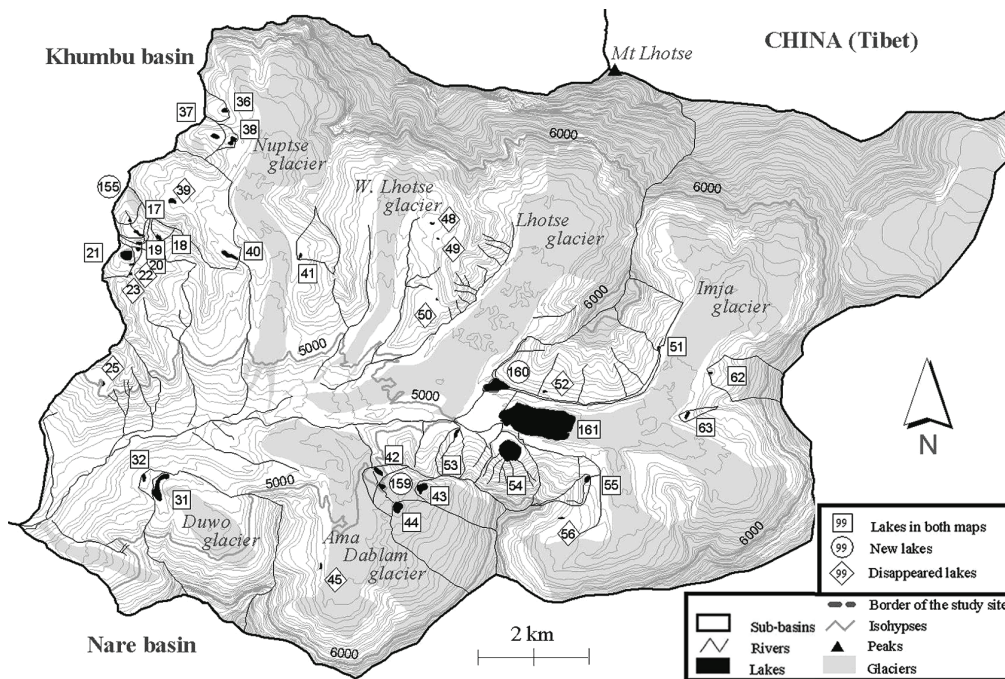 Khumbu basin
CHINA (Tibet)
Mt Lhotse
37
36
38
6000
Nuptse
glacier
6000
155
39
W. Lhotse
glacier
17
48
Lhotse
glacier
21
19
18
40
49
20
22
41
23
Imja
glacier
6000
50
5000
51
25
160
52
62
5000
161
63
42
53
32
5000
54
55
159
43
31
44
Duwo
glacier
Ama
Dablam
glacier
56
6000
45
N
99 Lakes in both maps
99 New lakes
99 Disappeared lakes
Nare basin
6000
2 km
Border of the study site
Sub-basins
Isohypses
Rivers
Peaks
Lakes
Glaciers